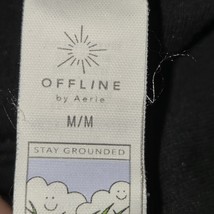 OFFLINE
by Aerie
M/M
STAY GROUNDED